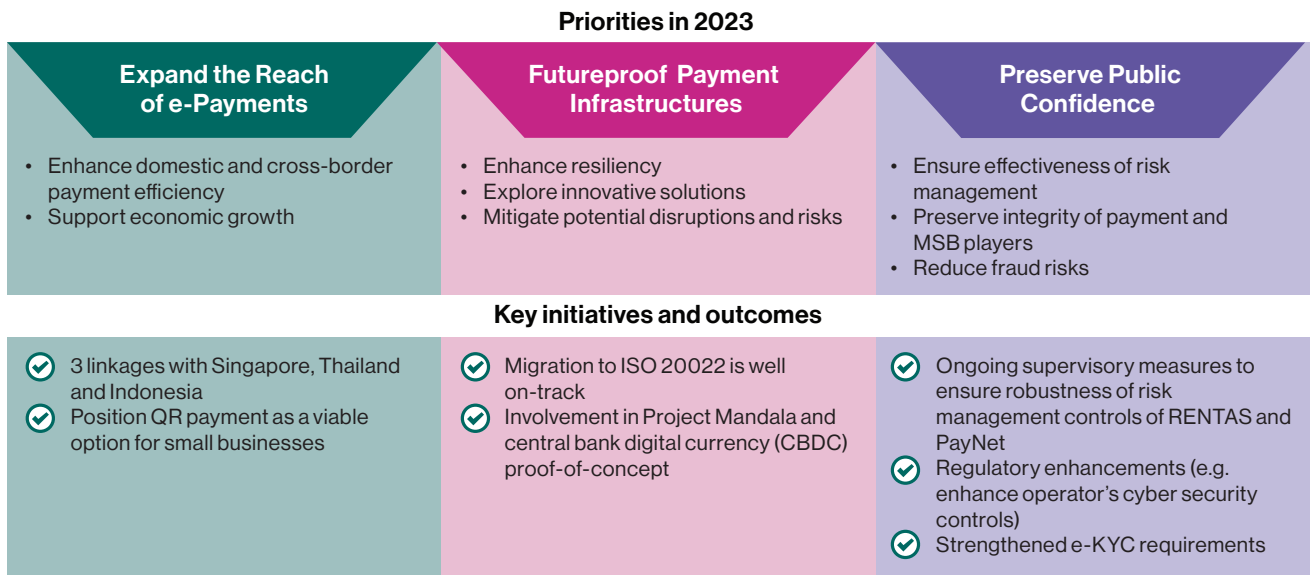 Priorities in 2023
Expand the Reach
of e-Payments
• Enhance domestic and cross-border
payment efficiency
• Support economic growth
Futureproof Payment
Infrastructures
• Enhance resiliency
• Explore innovative solutions
• Mitigate potential disruptions and risks
Preserve Public
Confidence
• Ensure effectiveness of risk
management
• Preserve integrity of payment and
MSB players
• Reduce fraud risks
Key initiatives and outcomes
3 linkages with Singapore, Thailand
and Indonesia
Position QR payment as a viable
option for small businesses
Migration to ISO 20022 is well
on-track
Involvement in Project Mandala and
central bank digital currency (CBDC)
proof-of-concept
Ongoing supervisory measures to
ensure robustness of risk
management controls of RENTAS and
PayNet
Regulatory enhancements (e.g.
enhance operator's cyber security
controls)
Strengthened e-KYC requirements